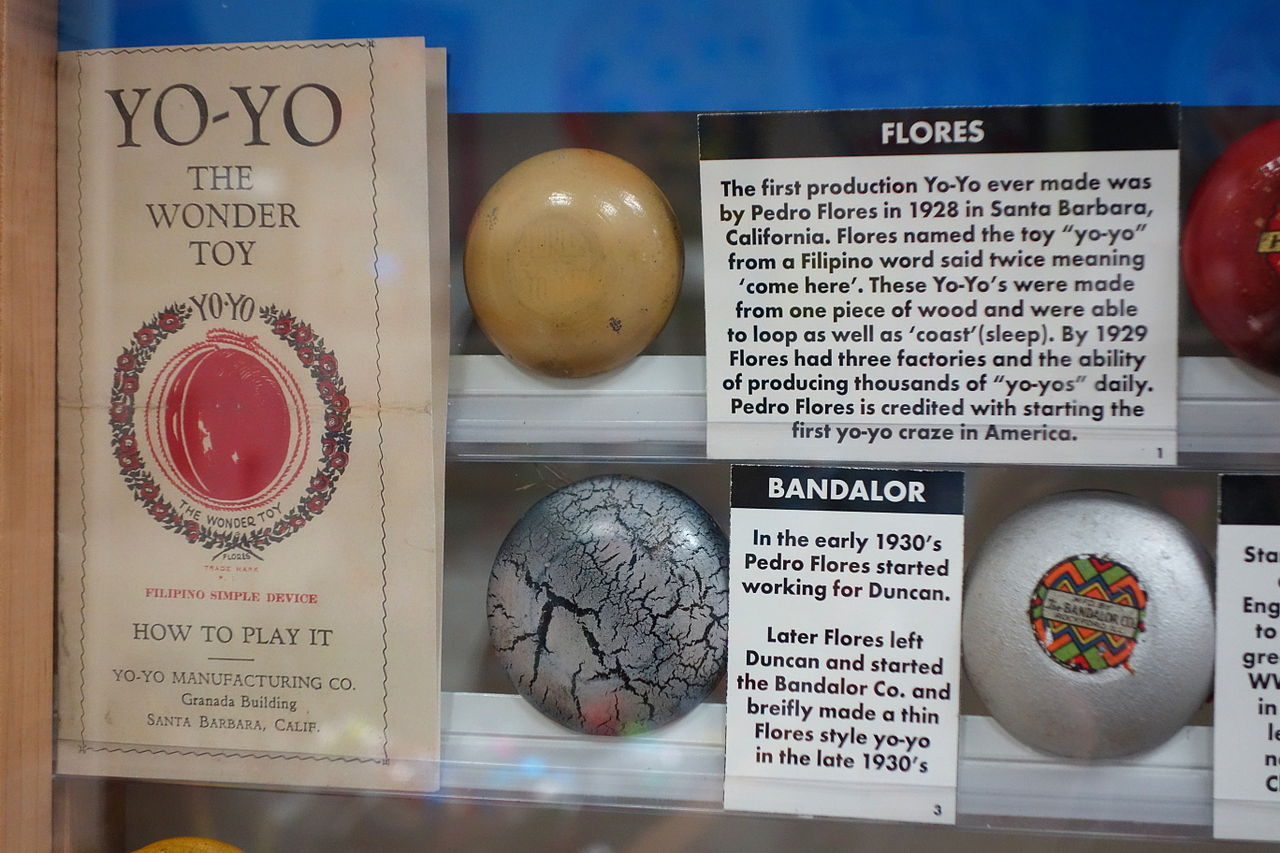 YO-YO
THE
WONDER
TOY
YO-YO
THE WONDER TOY
FLORES
TRADE MARK
FILIPINO SIMPLE DEVICE
HOW TO PLAY IT
YO-YO MANUFACTURING CO.
Granada Building
SANTA BARBARA, CALIF.
FLORES
The first production Yo-Yo ever made was
by Pedro Flores in 1928 in Santa Barbara,
California. Flores named the toy “yo-yo”
from a Filipino word said twice meaning
‘come here’. These Yo-Yo’s were made
from one piece of wood and were able
to loop as well as ‘coast’(sleep). By 1929
Flores had three factories and the ability
of producing thousands of “yo-yos” daily.
Pedro Flores is credited with starting the
first yo-yo craze in America.
1
BANDALOR
In the early 1930’s
Pedro Flores started
working for Duncan.
Later Flores left
Duncan and started
the Bandalor Co. and
breifly made a thin
Flores style yo-yo
in the late 1930’s
3
The BANDALOR CO.
Sta
Eng
to
gre
WV
in
le